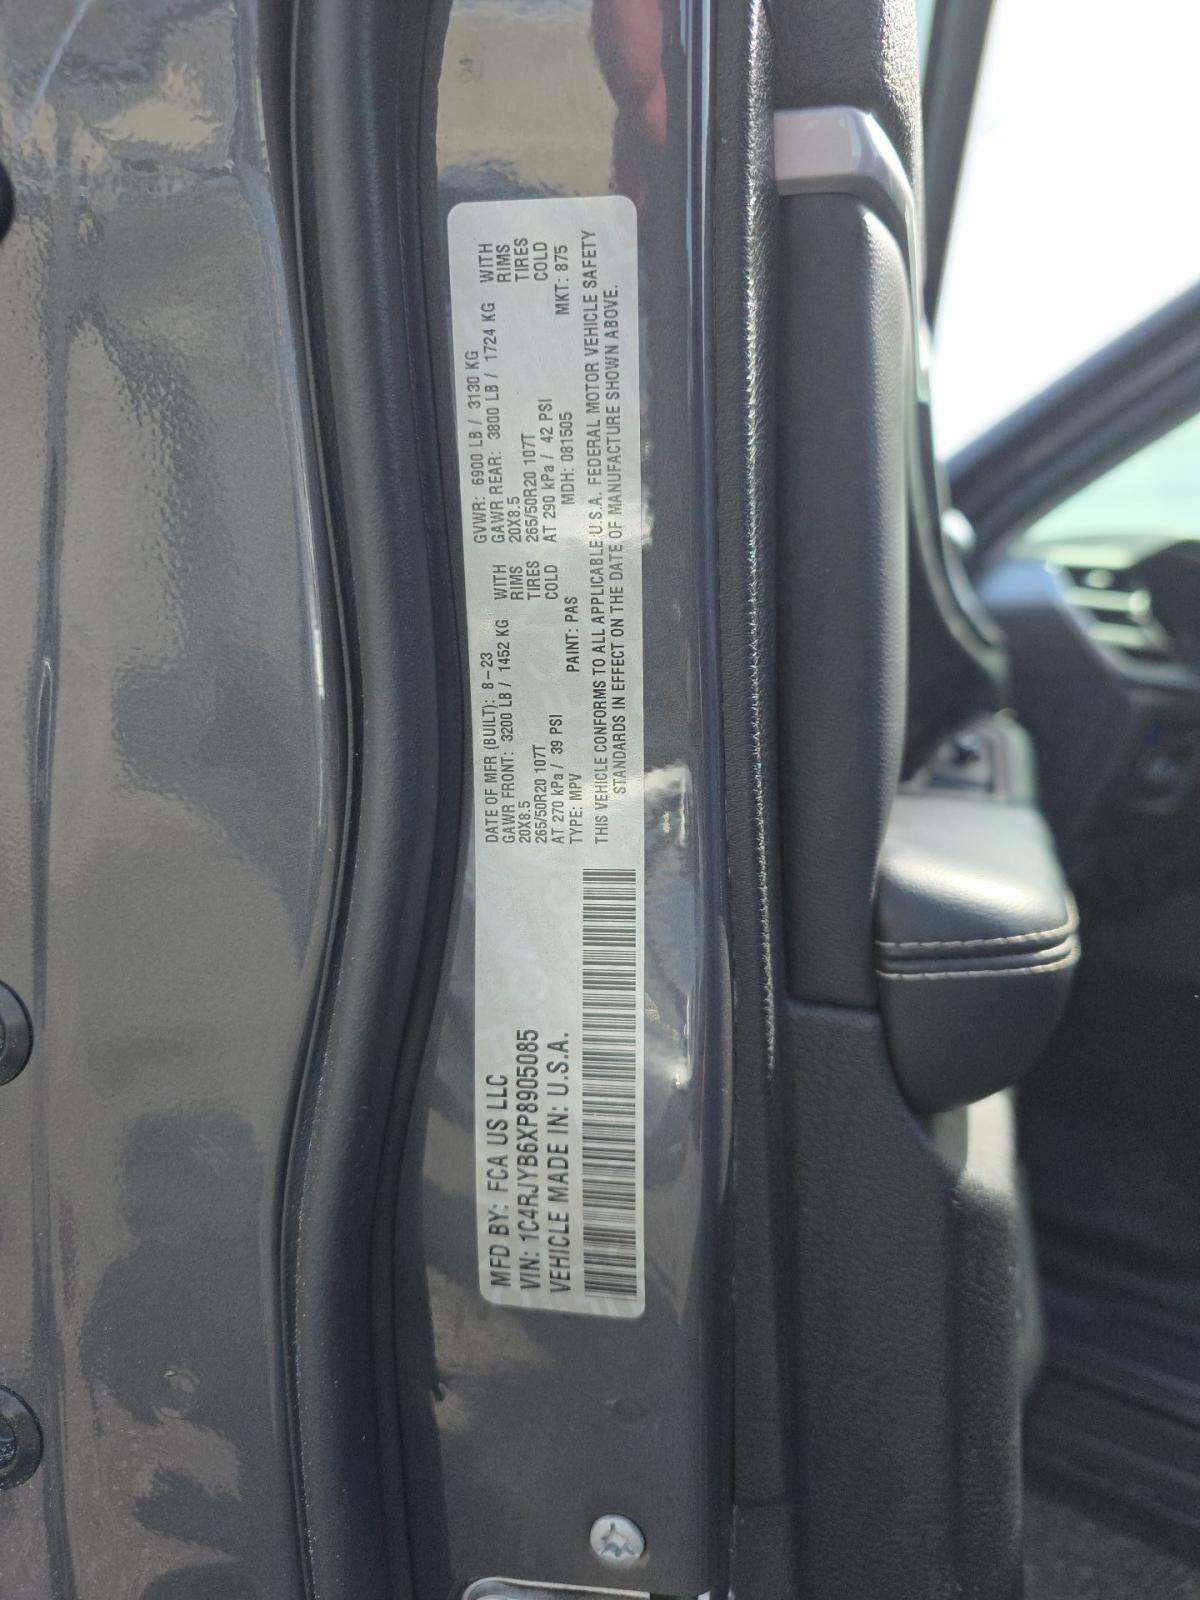 MFD BY: FCA US LLC
VIN: 1C4RJYB6XP8905085
VEHICLE MADE IN: U.S.A.
DATE OF MFR (BUILT): 8-23
GAWR FRONT: 3200 LB / 1452 KG WITH
20X8.5 RIMS
265/50R20 107T TIRES
AT 270 kPa / 39 PSI COLD
GVWR: 6900 LB / 3130 KG
GAWR REAR: 3800 LB / 1724 KG WITH
20X8.5 RIMS
265/50R20 107T TIRES
AT 290 kPa / 42 PSI COLD
TYPE: MPV PAINT: PAS MDH: 081505 MKT: 875
THIS VEHICLE CONFORMS TO ALL APPLICABLE U.S.A. FEDERAL MOTOR VEHICLE SAFETY
STANDARDS IN EFFECT ON THE DATE OF MANUFACTURE SHOWN ABOVE.